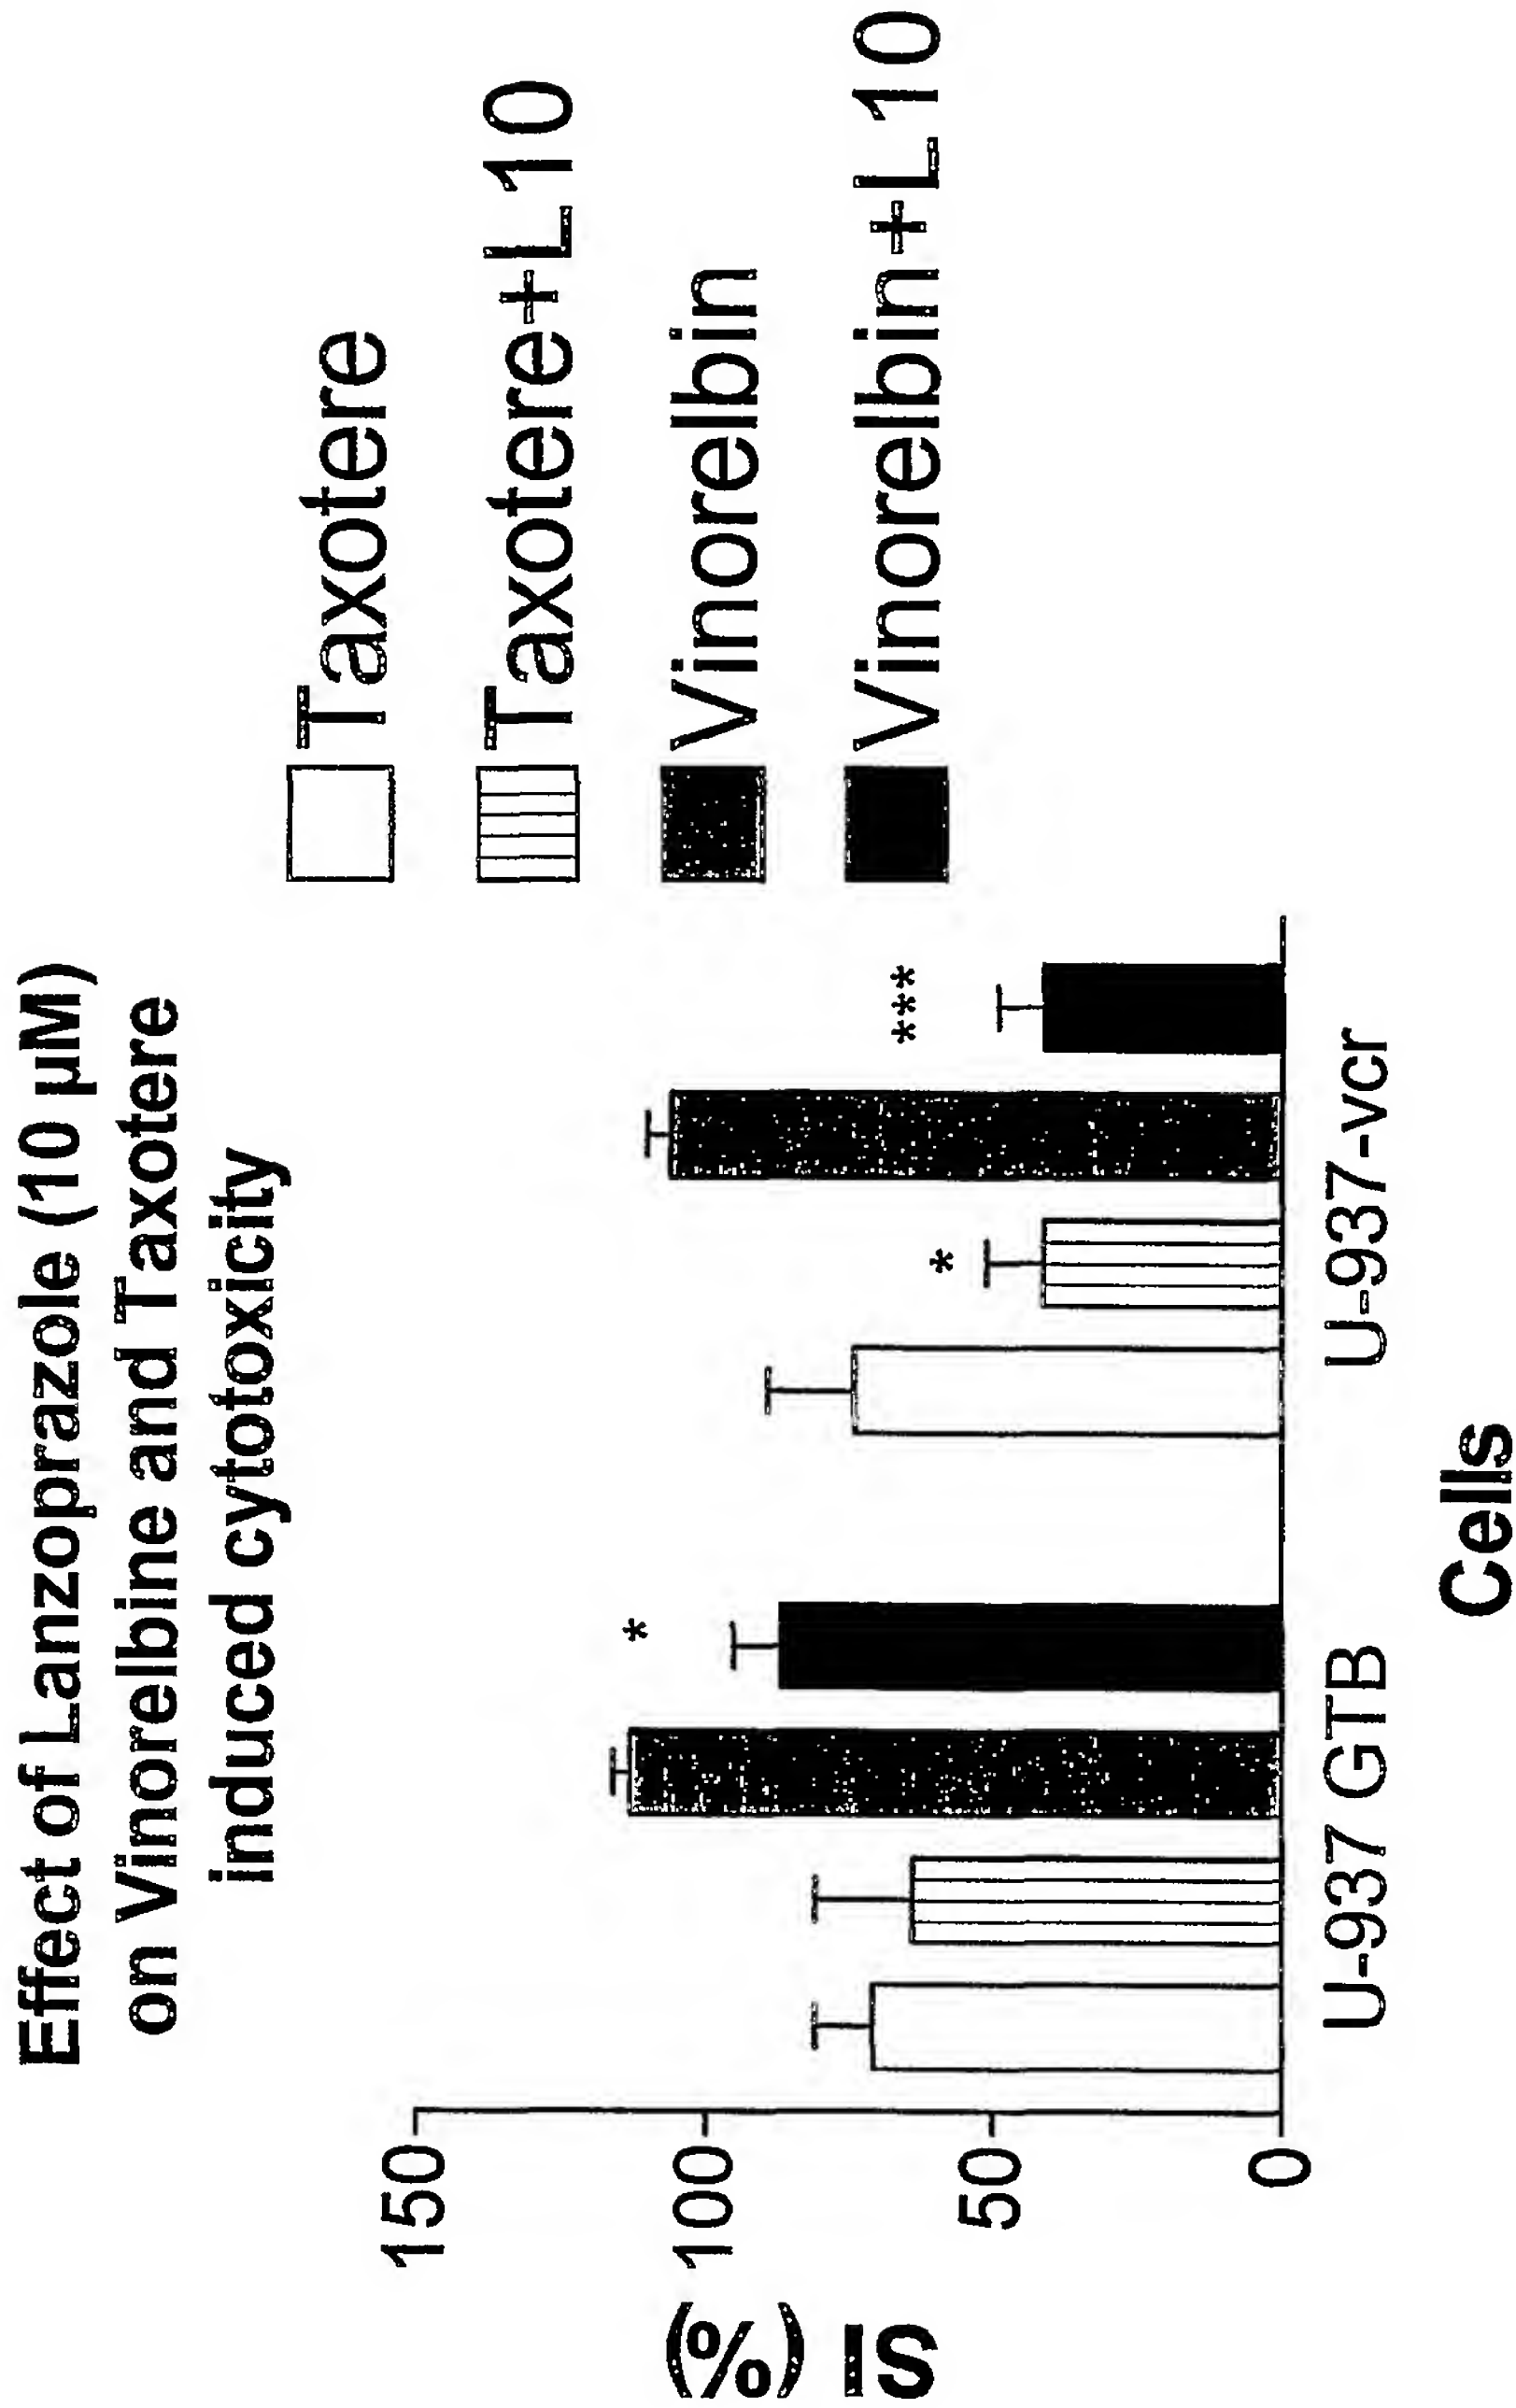 Effect of Lanzoprazole (10 µM)
on Vinorelbine and Taxotere
induced cytotoxicity
SI (%)
150
100
50
0
*
*
***
U-937 GTB
U-937-vcr
Cells
Taxotere
Taxotere+L10
Vinorelbin
Vinorelbin+L10